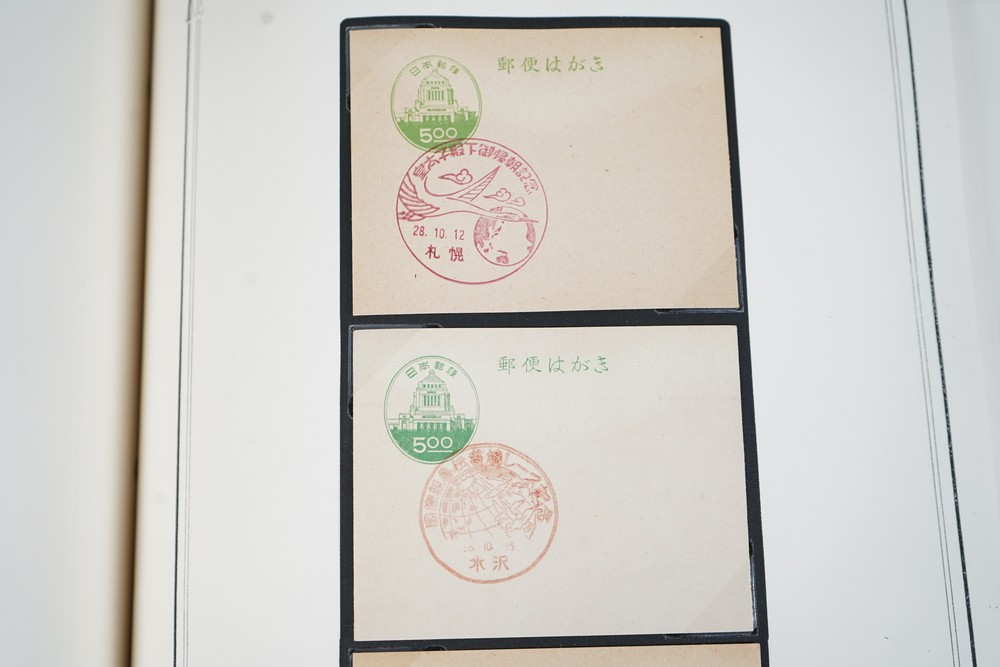 日本郵便
郵便はがき
5.00
皇太子殿下御帰朝記念
28.10.12
札幌
日本郵便
郵便はがき
5.00
水沢